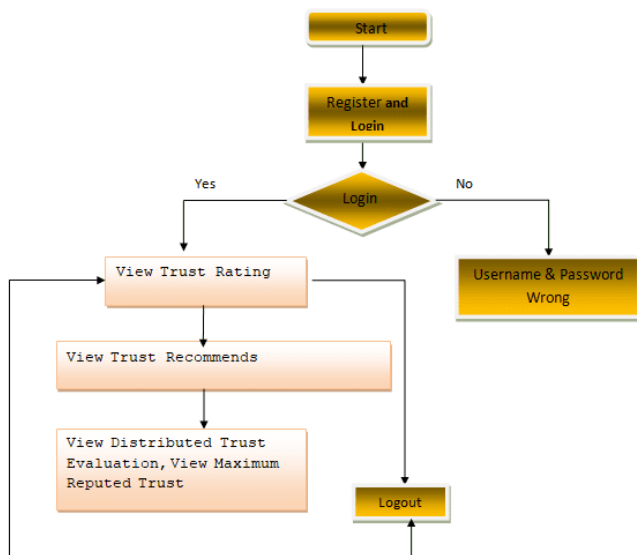 Start
Register and
Login
Login
Yes
No
View Trust Rating
Username & Password
Wrong
View Trust Recommends
View Distributed Trust
Evaluation, View Maximum
Reputed Trust
Logout